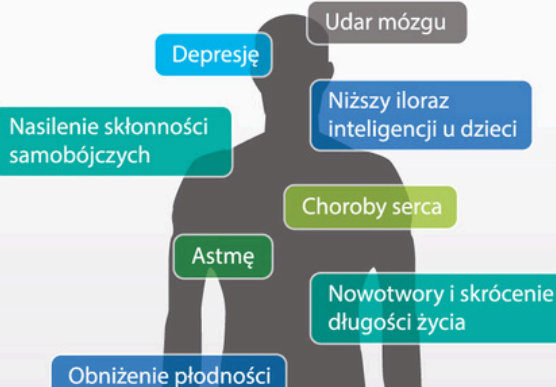 Udar mózgu
Depresję
Niższy iloraz
inteligencji u dzieci
Nasilenie skłonności
samobójczych
Choroby serca
Astmę
Nowotwory i skrócenie
długości życia
Obniżenie płodności